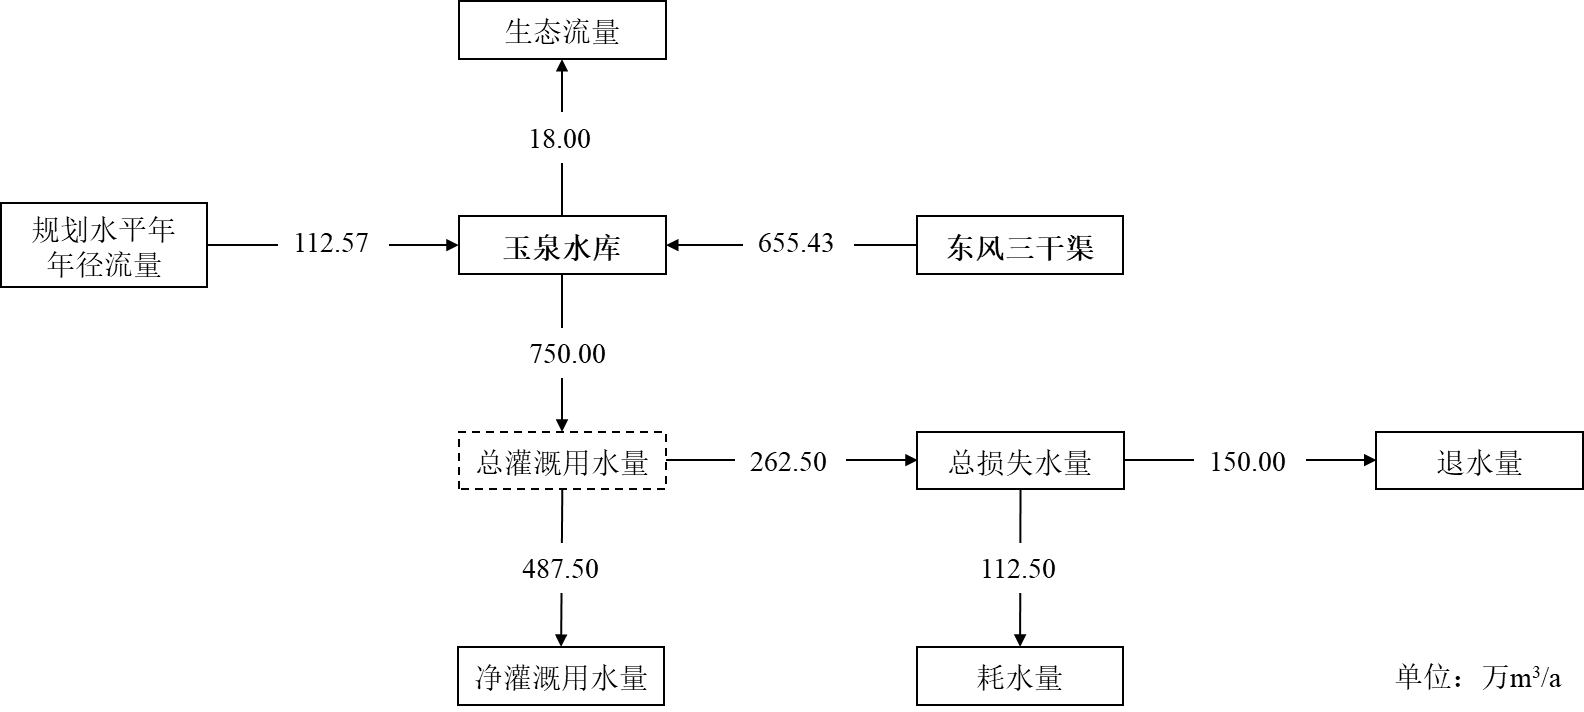 生态流量
18.00
规划水平年
年径流量
112.57
玉泉水库
655.43
东风三干渠
750.00
总灌溉用水量
262.50
总损失水量
150.00
退水量
487.50
112.50
净灌溉用水量
耗水量
单位：万m³/a